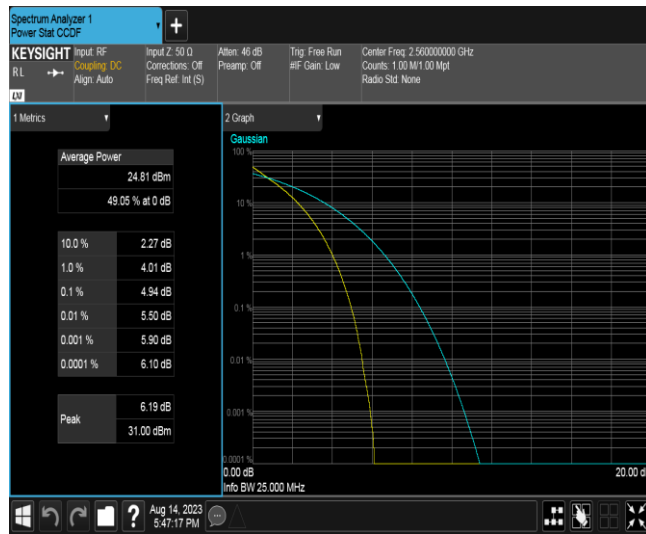 Spectrum Analyzer 1
Power Stat CCDF
+
KEYSIGHT
RL
LXI
Input: RF
Coupling: DC
Align: Auto
Input Z: 50 Ω
Corrections: Off
Freq Ref: Int (S)
Atten: 46 dB
Preamp: Off
Trig: Free Run
#IF Gain: Low
Center Freq: 2.560000000 GHz
Counts: 1.00 M/1.00 Mpt
Radio Std: None
1 Metrics
Average Power
24.81 dBm
49.05 % at 0 dB
10.0 % 2.27 dB
1.0 % 4.01 dB
0.1 % 4.94 dB
0.01 % 5.50 dB
0.001 % 5.90 dB
0.0001 % 6.10 dB
Peak
6.19 dB
31.00 dBm
2 Graph
Gaussian
100 %
10 %
1 %
0.1 %
0.01 %
0.001 %
0.0001 %
0.00 dB 20.00 d
Info BW 25.000 MHz
?
Aug 14, 2023
5:47:17 PM